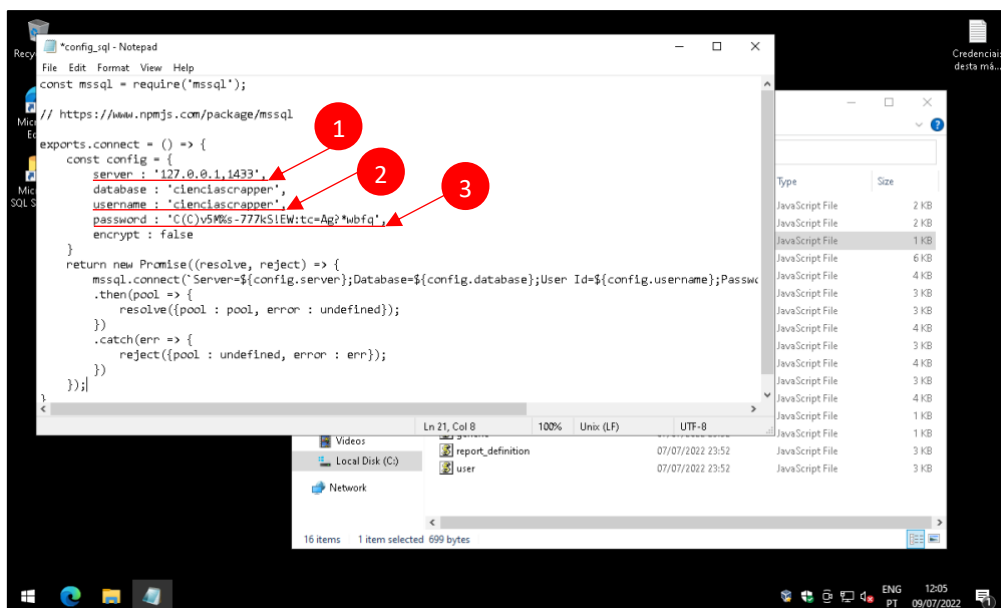 Recy
Credenciais
desta má...
*config_sql - Notepad
File Edit Format View Help
const mssql = require('mssql');
// https://www.npmjs.com/package/mssql
1
exports.connect = () => {
const config = {
server : '127.0.0.1,1433',
2
database : 'cienciascrapper',
3
username : 'cienciascrapper',
password : 'C(C)v5M%s-777kS!EW:tc=Ag?*wbfq',
encrypt : false
}
return new Promise((resolve, reject) => {
mssql.connect(`Server=${config.server};Database=${config.database};User Id=${config.username};Passwo
.then(pool => {
resolve({pool : pool, error : undefined});
})
.catch(err => {
reject({pool : undefined, error : err});
})
});
}
Ln 21, Col 8 100% Unix (LF) UTF-8
Mic
Ed
Mic
SQL S
Type Size
JavaScript File 2 KB
JavaScript File 2 KB
JavaScript File 1 KB
JavaScript File 6 KB
JavaScript File 4 KB
JavaScript File 3 KB
JavaScript File 3 KB
JavaScript File 4 KB
JavaScript File 3 KB
JavaScript File 4 KB
JavaScript File 3 KB
JavaScript File 4 KB
JavaScript File 1 KB
JavaScript File 1 KB
Videos
report_definition 07/07/2022 23:52 JavaScript File 3 KB
Local Disk (C:)
user 07/07/2022 23:52 JavaScript File 3 KB
Network
16 items 1 item selected 699 bytes
ENG 12:05
PT 09/07/2022
1